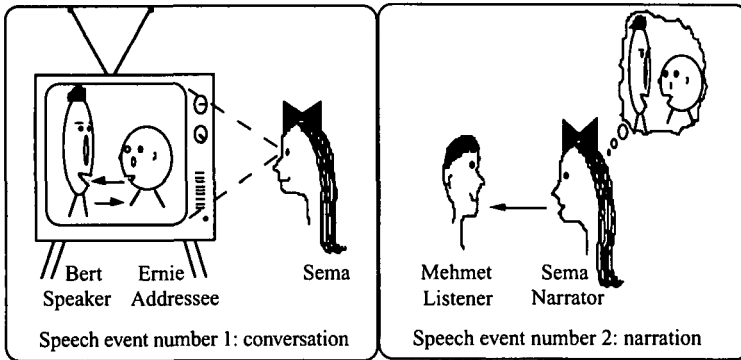 Bert Ernie
Speaker Addressee
Sema
Speech event number 1: conversation
Mehmet Sema
Listener Narrator
Speech event number 2: narration